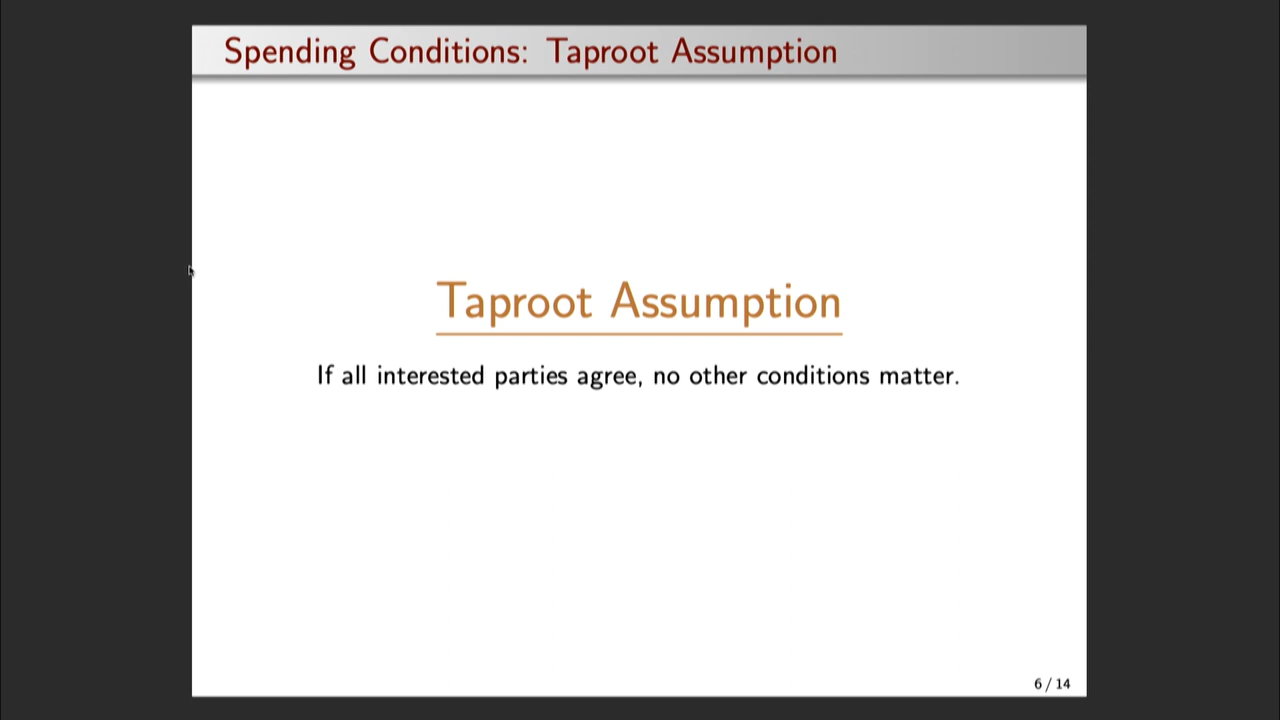 Spending Conditions: Taproot Assumption
Taproot Assumption
If all interested parties agree, no other conditions matter.
6 / 14